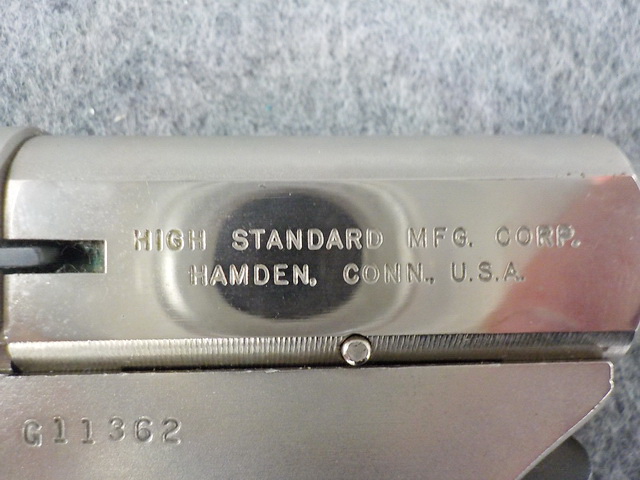 HIGH STANDARD MFG. CORP.
HAMDEN, CONN., U.S.A.
G11362